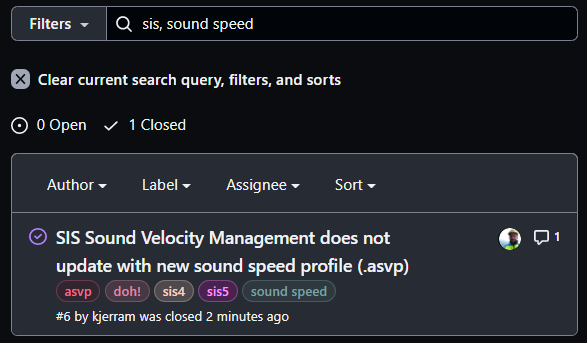 Filters sis, sound speed
Clear current search query, filters, and sorts
0 Open 1 Closed
Author Label Assignee Sort
SIS Sound Velocity Management does not 1
update with new sound speed profile (.asvp)
asvp doh! sis4 sis5 sound speed
#6 by kjerram was closed 2 minutes ago